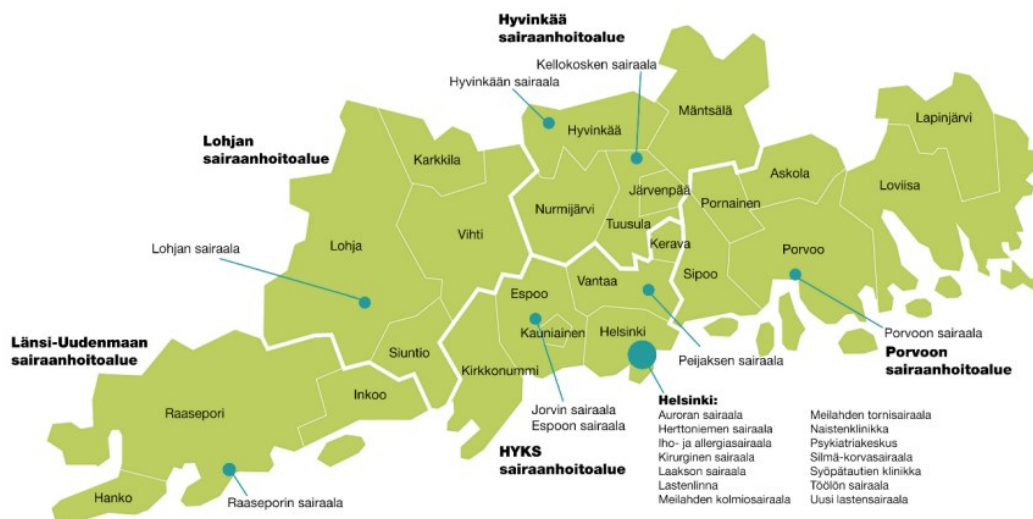 Hyvinkää
sairaanhoitoalue
Kellokosken sairaala
Hyvinkään sairaala
Mäntsälä
Lapinjärvi
Hyvinkää
Lohjan
sairaanhoitoalue
Karkkila
Askola
Loviisa
Järvenpää
Pornainen
Nurmijärvi
Tuusula
Vihti
Lohja
Lohjan sairaala
Kerava
Porvoo
Sipoo
Vantaa
Espoo
Kauniainen
Helsinki
Porvoon sairaala
Länsi-Uudenmaan
sairaanhoitoalue
Siuntio
Peijaksen sairaala
Porvoon
sairaanhoitoalue
Kirkkonummi
Inkoo
Raasepori
Jorvin sairaala
Espoon sairaala
HYKS
sairaanhoitoalue
Hanko
Raaseporin sairaala
Helsinki:
Auroran sairaala
Herttoniemen sairaala
Iho- ja allergiasairaala
Kirurginen sairaala
Laakson sairaala
Lastenlinna
Meilahden kolmiosairaala
Meilahden tornisairaala
Naistenklinikka
Psykiatriakeskus
Silmä-korvasairaala
Syöpätautien klinikka
Töölön sairaala
Uusi lastensairaala